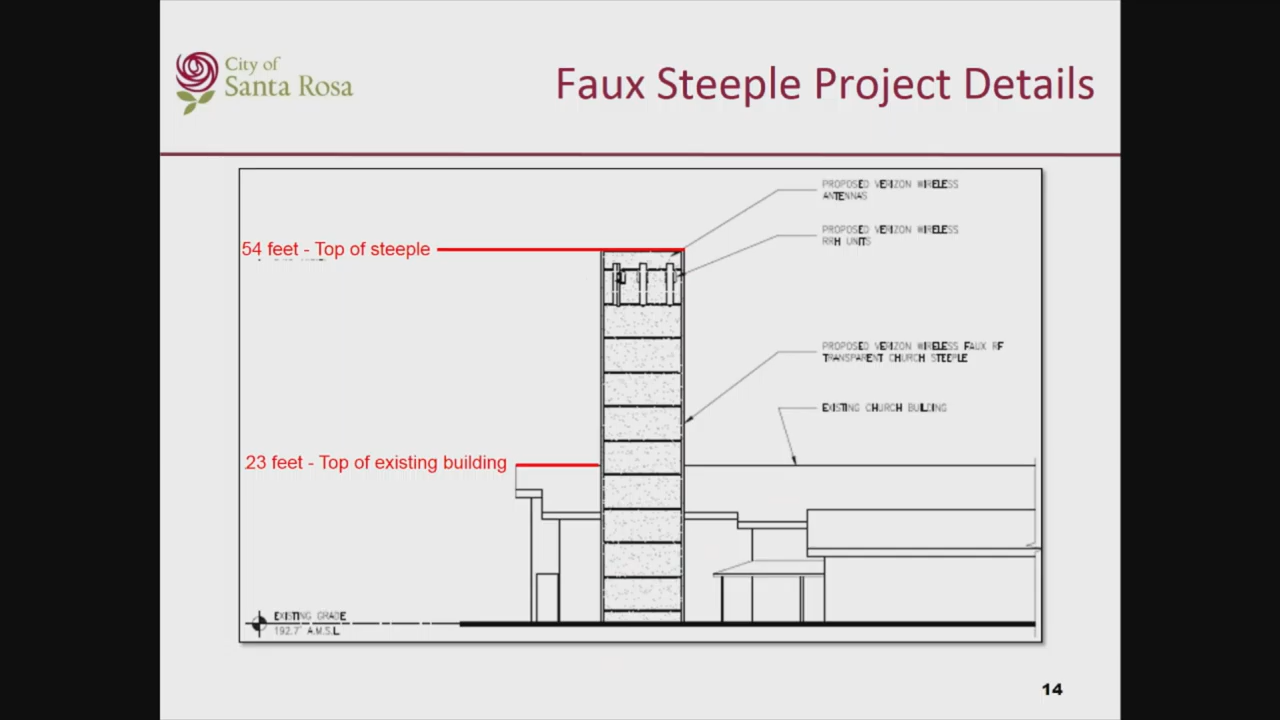 City of
Santa Rosa
Faux Steeple Project Details
PROPOSED VERIZON WIRELESS
ANTENNAS
PROPOSED VERIZON WIRELESS
RRH UNITS
54 feet - Top of steeple
PROPOSED VERIZON WIRELESS FAUX RF
TRANSPARENT CHURCH STEEPLE
EXISTING CHURCH BUILDING
23 feet - Top of existing building
EXISTING GRADE
192.7' A.M.S.L
14